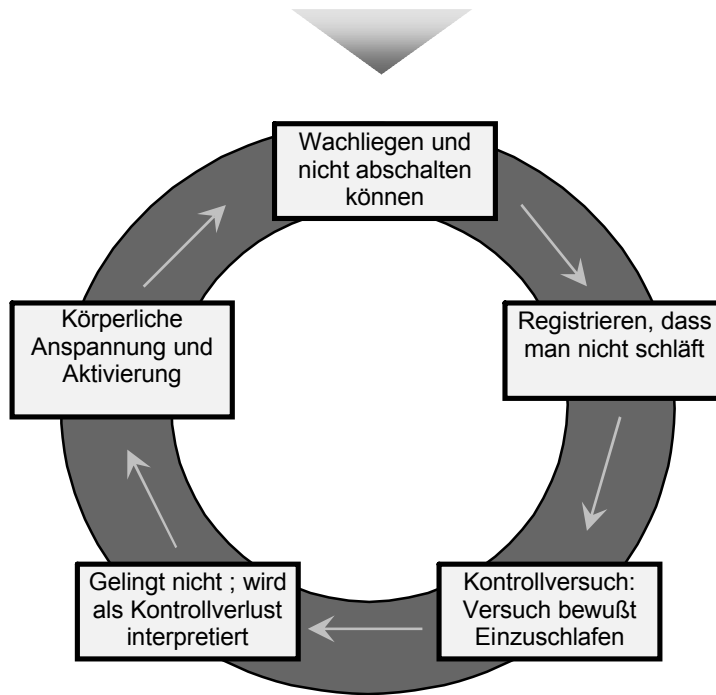 Wachliegen und
nicht abschalten
können
Registrieren, dass
man nicht schläft
Kontrollversuch:
Versuch bewußt
Einzuschlafen
Gelingt nicht ; wird
als Kontrollverlust
interpretiert
Körperliche
Anspannung und
Aktivierung